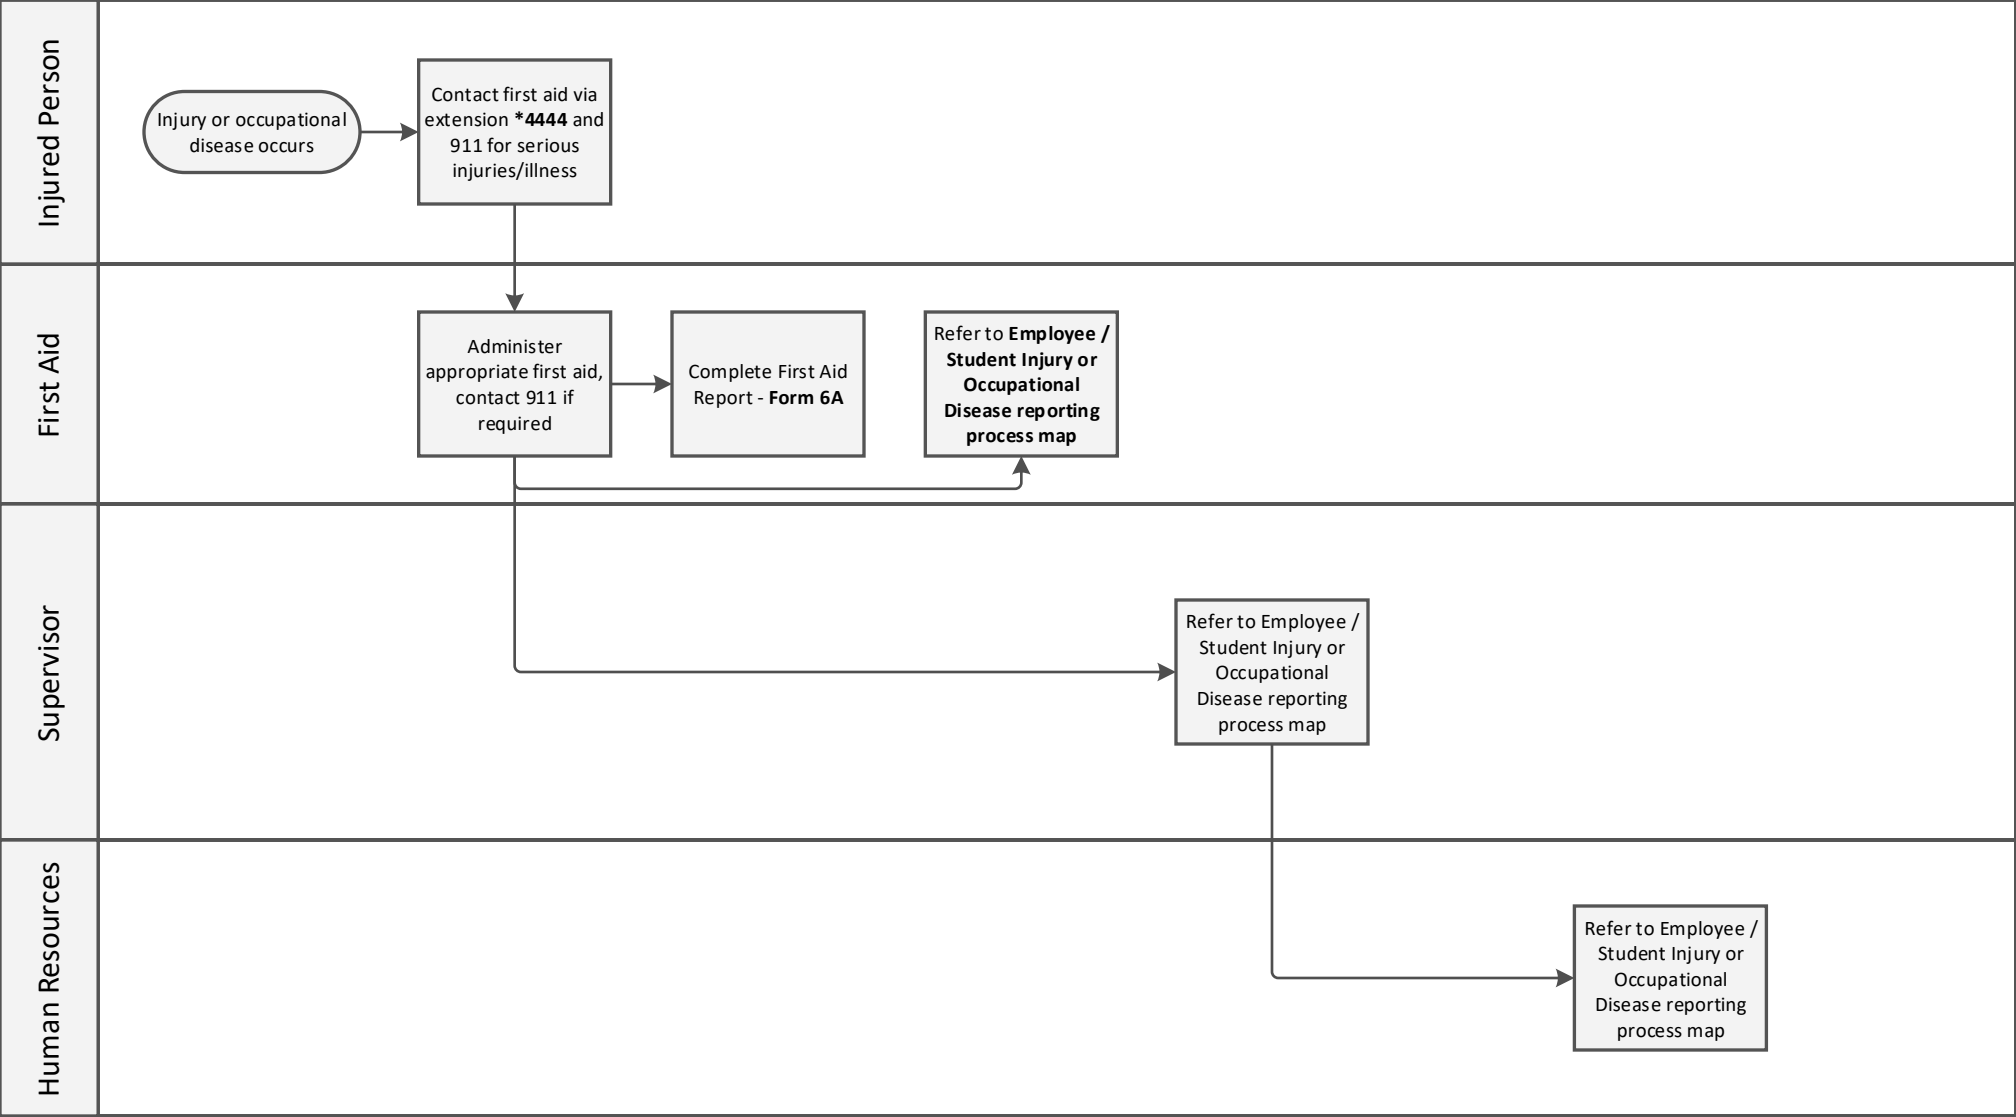 Injured Person
Injury or occupational
disease occurs
Contact first aid via
extension *4444 and
911 for serious
injuries/illness
First Aid
Administer
appropriate first aid,
contact 911 if
required
Complete First Aid
Report - Form 6A
Refer to Employee /
Student Injury or
Occupational
Disease reporting
process map
Supervisor
Refer to Employee /
Student Injury or
Occupational
Disease reporting
process map
Human Resources
Refer to Employee /
Student Injury or
Occupational
Disease reporting
process map